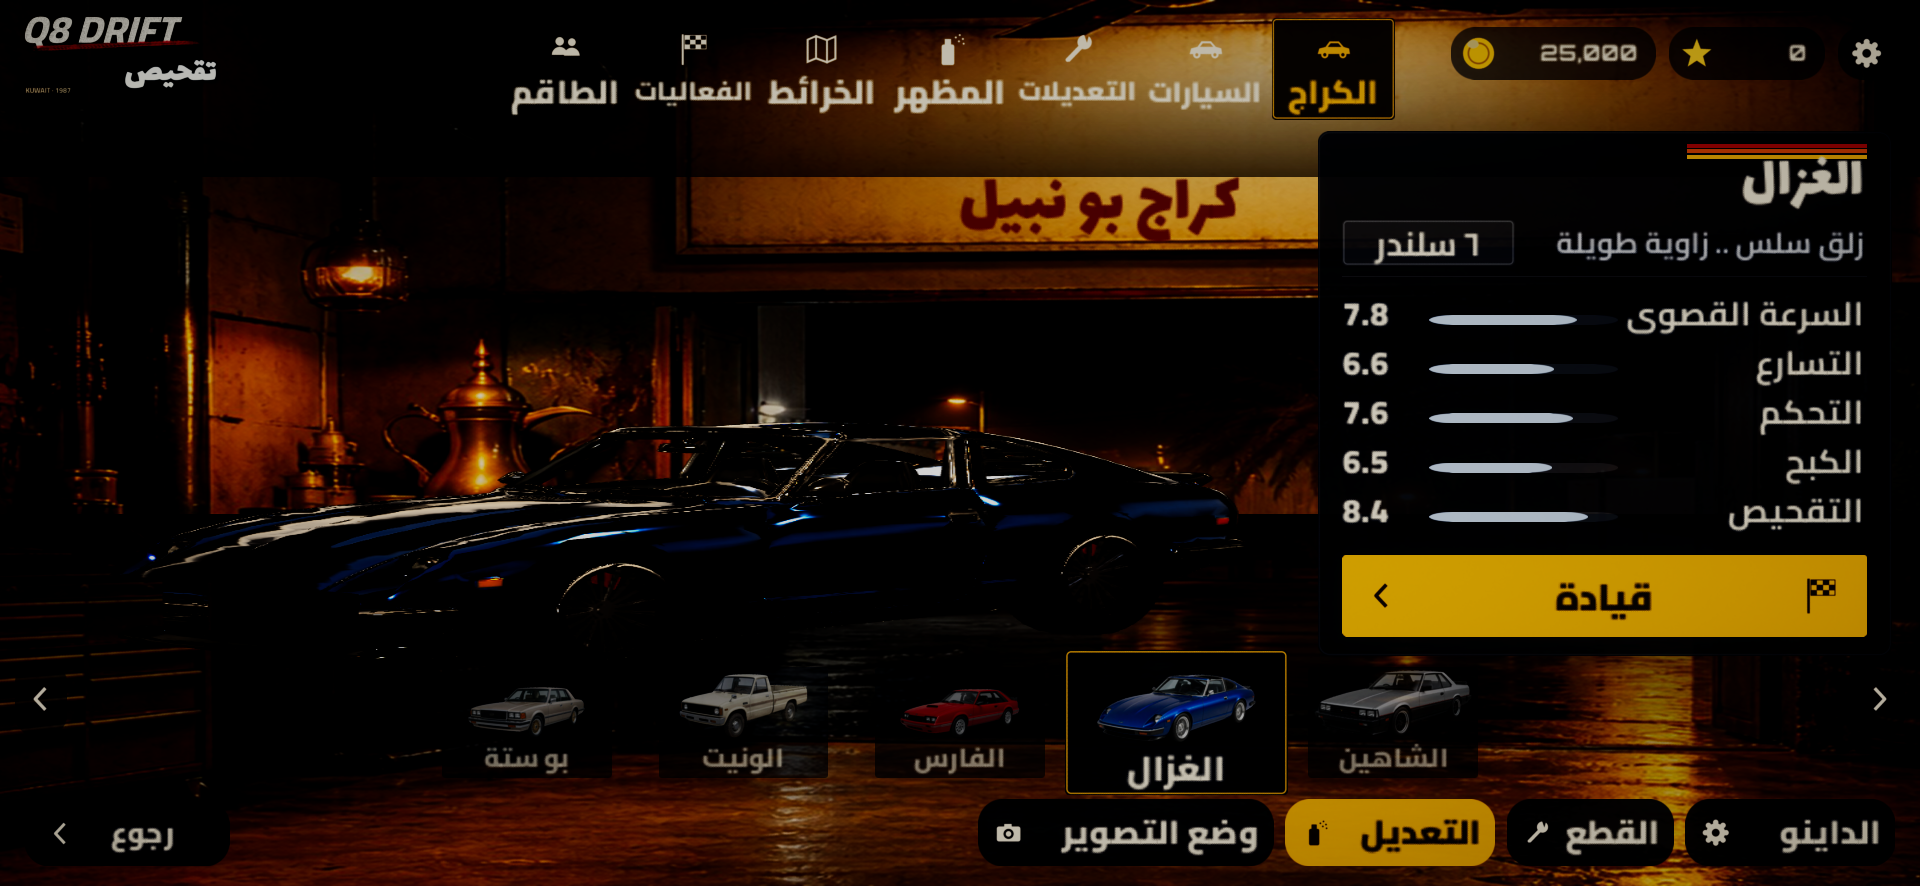 Q8 DRIFT
تقحيص
KUWAIT · 1987
0
25,000
الكراج
السيارات
التعديلات
المظهر
الخرائط
الفعاليات
الطاقم
كراج بو نبيل
الغزال
زلق سلس .. زاوية طويلة
٦ سلندر
السرعة القصوى 7.8
التسارع 6.6
التحكم 7.6
الكبح 6.5
التقحيص 8.4
قيادة
الشاهين
الغزال
الفارس
الونيت
بو ستة
الداينو
القطع
التعديل
وضع التصوير
رجوع